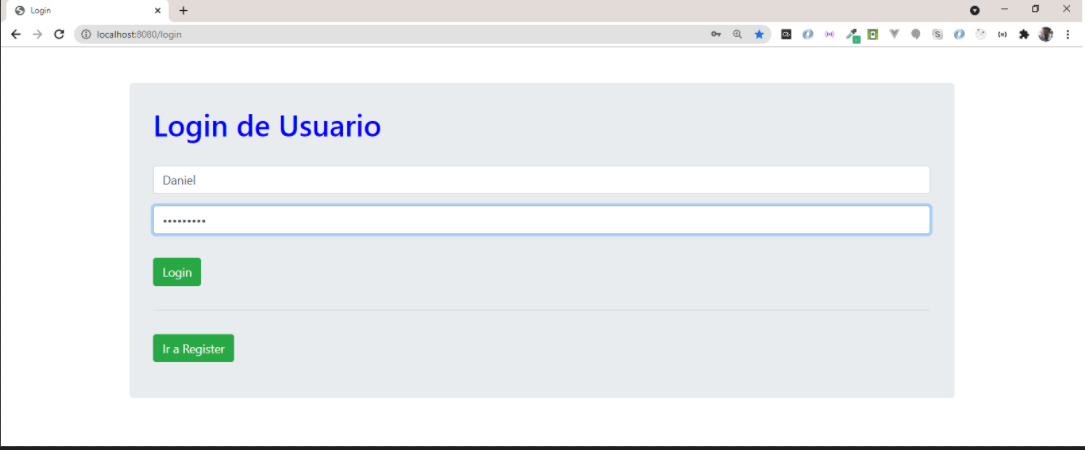 Login
localhost:8080/login
Login de Usuario
Daniel
•••••••••
Login
Ir a Register